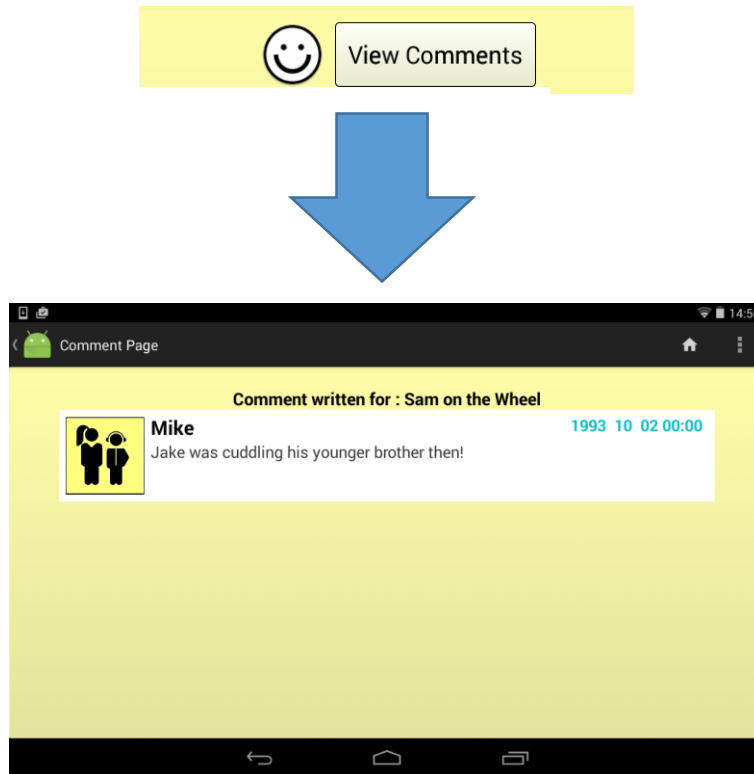 View Comments
14:5
Comment Page
Comment written for : Sam on the Wheel
Mike
1993 10 02 00:00
Jake was cuddling his younger brother then!